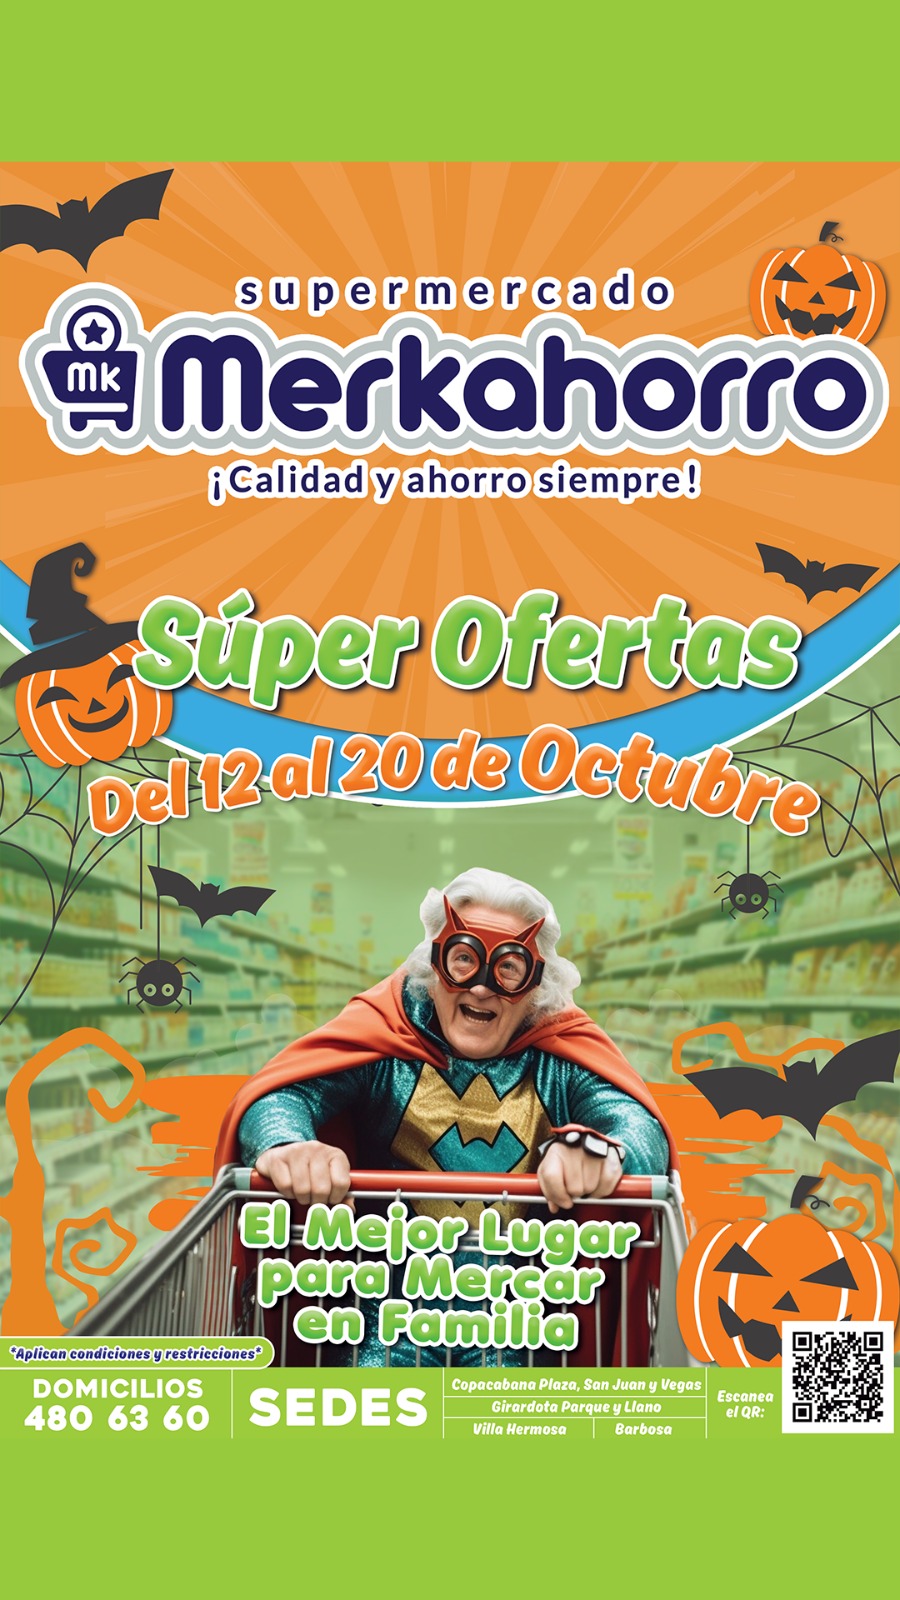 supermercado
mk Merkahorro
¡Calidad y ahorro siempre!
Súper Ofertas
Del 12 al 20 de Octubre
El Mejor Lugar
para Mercar
en Familia
*Aplican condiciones y restricciones*
DOMICILIOS
480 63 60
SEDES
Copacabana Plaza, San Juan y Vegas
Girardota Parque y Llano
Villa Hermosa
Barbosa
Escanea
el QR: